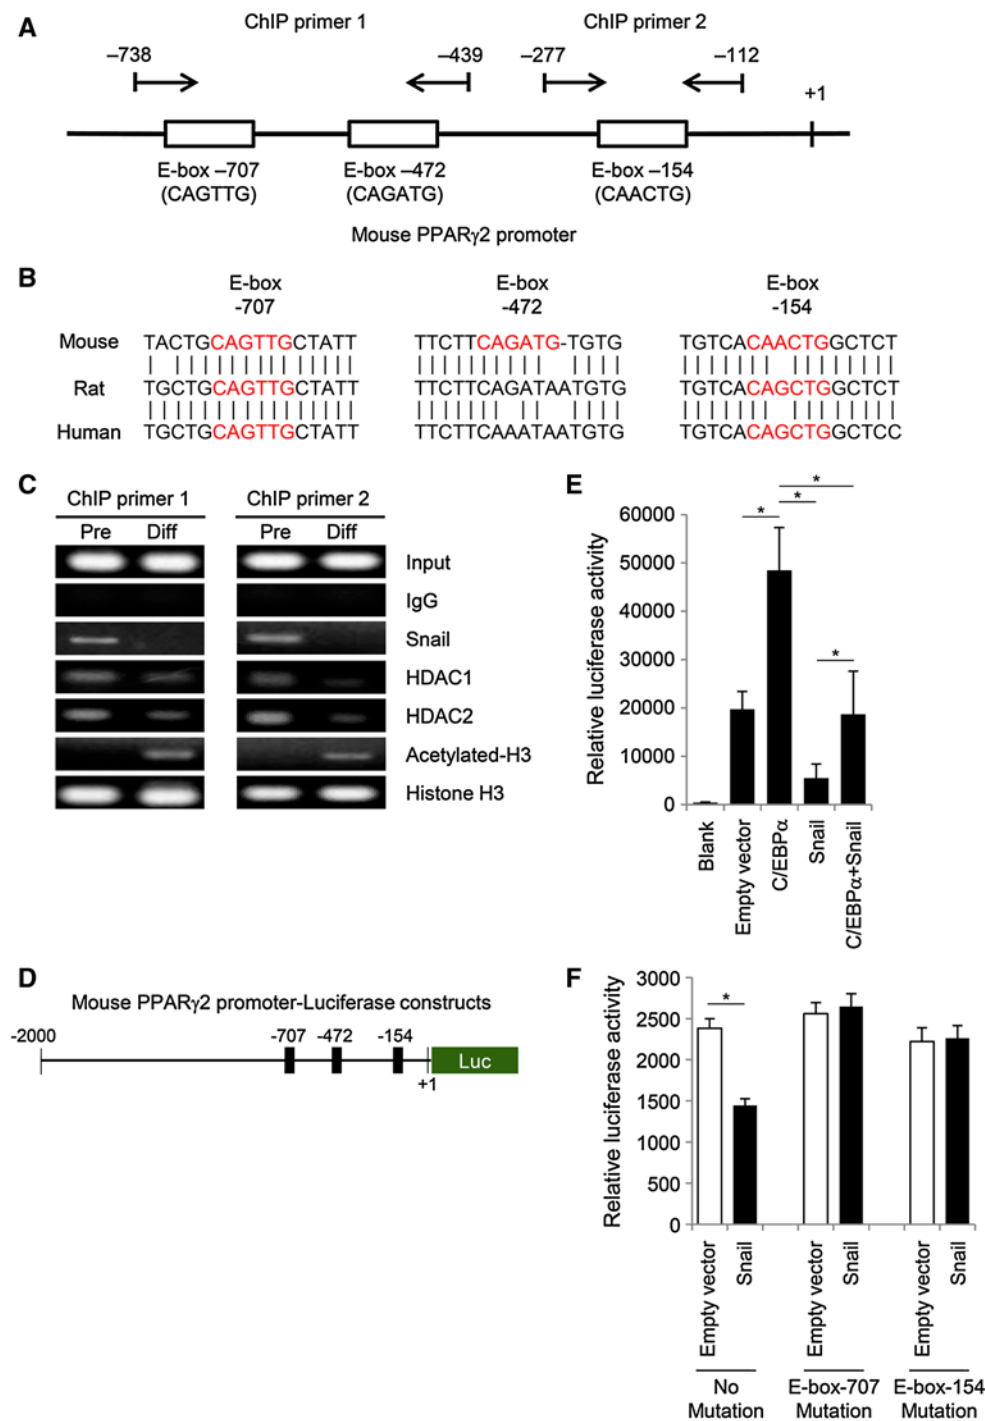 A
ChIP primer 1
ChIP primer 2
–738
–439
–277
–112
+1
E-box –707
(CAGTTG)
E-box –472
(CAGATG)
E-box –154
(CAACTG)
Mouse PPARγ2 promoter
B
E-box
-707
E-box
-472
E-box
-154
Mouse TACTGCAGTTGCTATT TTCTTCAGATG-TGTG TGTCACAACTGGCTCT
Rat TGCTGCAGTTGCTATT TTCTTCAGATAATGTG TGTCACAGCTGGCTCT
Human TGCTGCAGTTGCTATT TTCTTCAAATAATGTG TGTCACAGCTGGCTCC
C
ChIP primer 1
ChIP primer 2
Pre Diff
Pre Diff
Input
IgG
Snail
HDAC1
HDAC2
Acetylated-H3
Histone H3
E
Relative luciferase activity
60000
50000
40000
30000
20000
10000
0
*
*
*
*
Blank
Empty vector
C/EBPα
Snail
C/EBPα+Snail
D
Mouse PPARγ2 promoter-Luciferase constructs
-2000
-707
-472
-154
+1
Luc
F
Relative luciferase activity
3000
2500
2000
1500
1000
500
0
*
Empty vector
Snail
Empty vector
Snail
Empty vector
Snail
No
Mutation
E-box-707
Mutation
E-box-154
Mutation